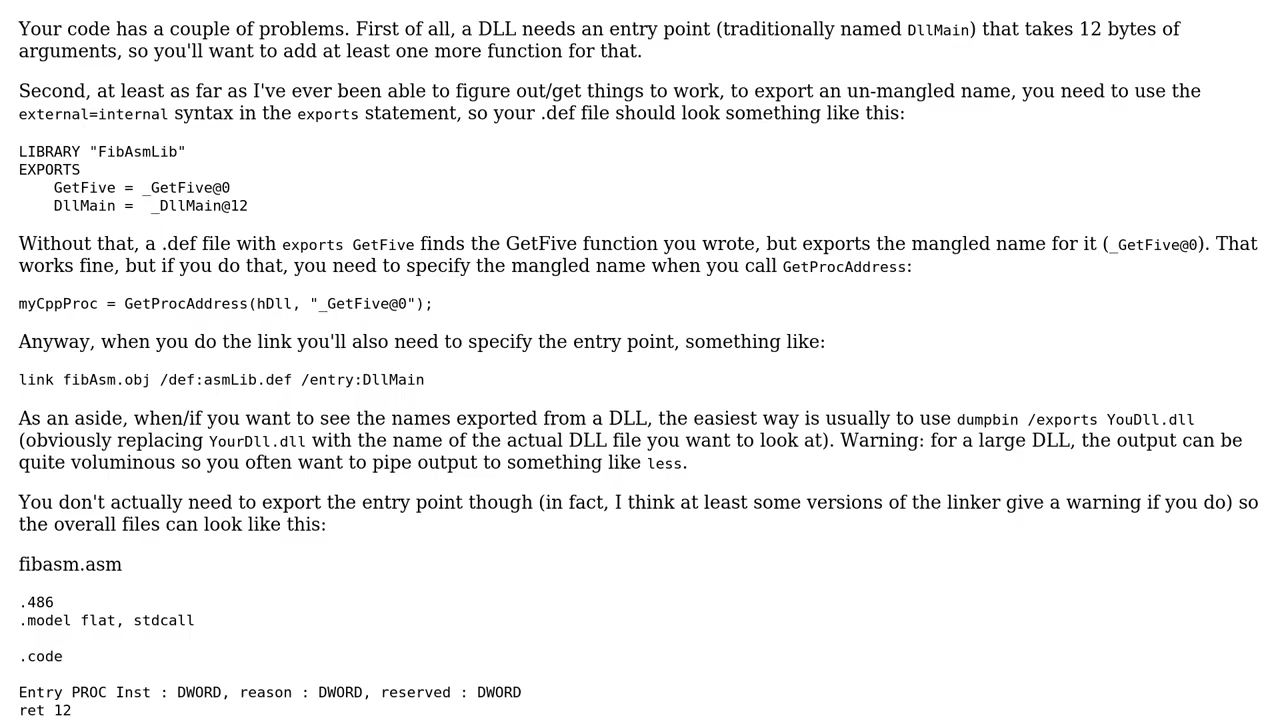 Your code has a couple of problems. First of all, a DLL needs an entry point (traditionally named DllMain) that takes 12 bytes of
arguments, so you'll want to add at least one more function for that.
Second, at least as far as I've ever been able to figure out/get things to work, to export an un-mangled name, you need to use the
external=internal syntax in the exports statement, so your .def file should look something like this:
LIBRARY "FibAsmLib"
EXPORTS
    GetFive = _GetFive@0
    DllMain =  _DllMain@12
Without that, a .def file with exports GetFive finds the GetFive function you wrote, but exports the mangled name for it (_GetFive@0). That
works fine, but if you do that, you need to specify the mangled name when you call GetProcAddress:
myCppProc = GetProcAddress(hDll, "_GetFive@0");
Anyway, when you do the link you'll also need to specify the entry point, something like:
link fibAsm.obj /def:asmLib.def /entry:DllMain
As an aside, when/if you want to see the names exported from a DLL, the easiest way is usually to use dumpbin /exports YouDll.dll
(obviously replacing YourDll.dll with the name of the actual DLL file you want to look at). Warning: for a large DLL, the output can be
quite voluminous so you often want to pipe output to something like less.
You don't actually need to export the entry point though (in fact, I think at least some versions of the linker give a warning if you do) so
the overall files can look like this:
fibasm.asm
.486
.model flat, stdcall
.code
Entry PROC Inst : DWORD, reason : DWORD, reserved : DWORD
ret 12